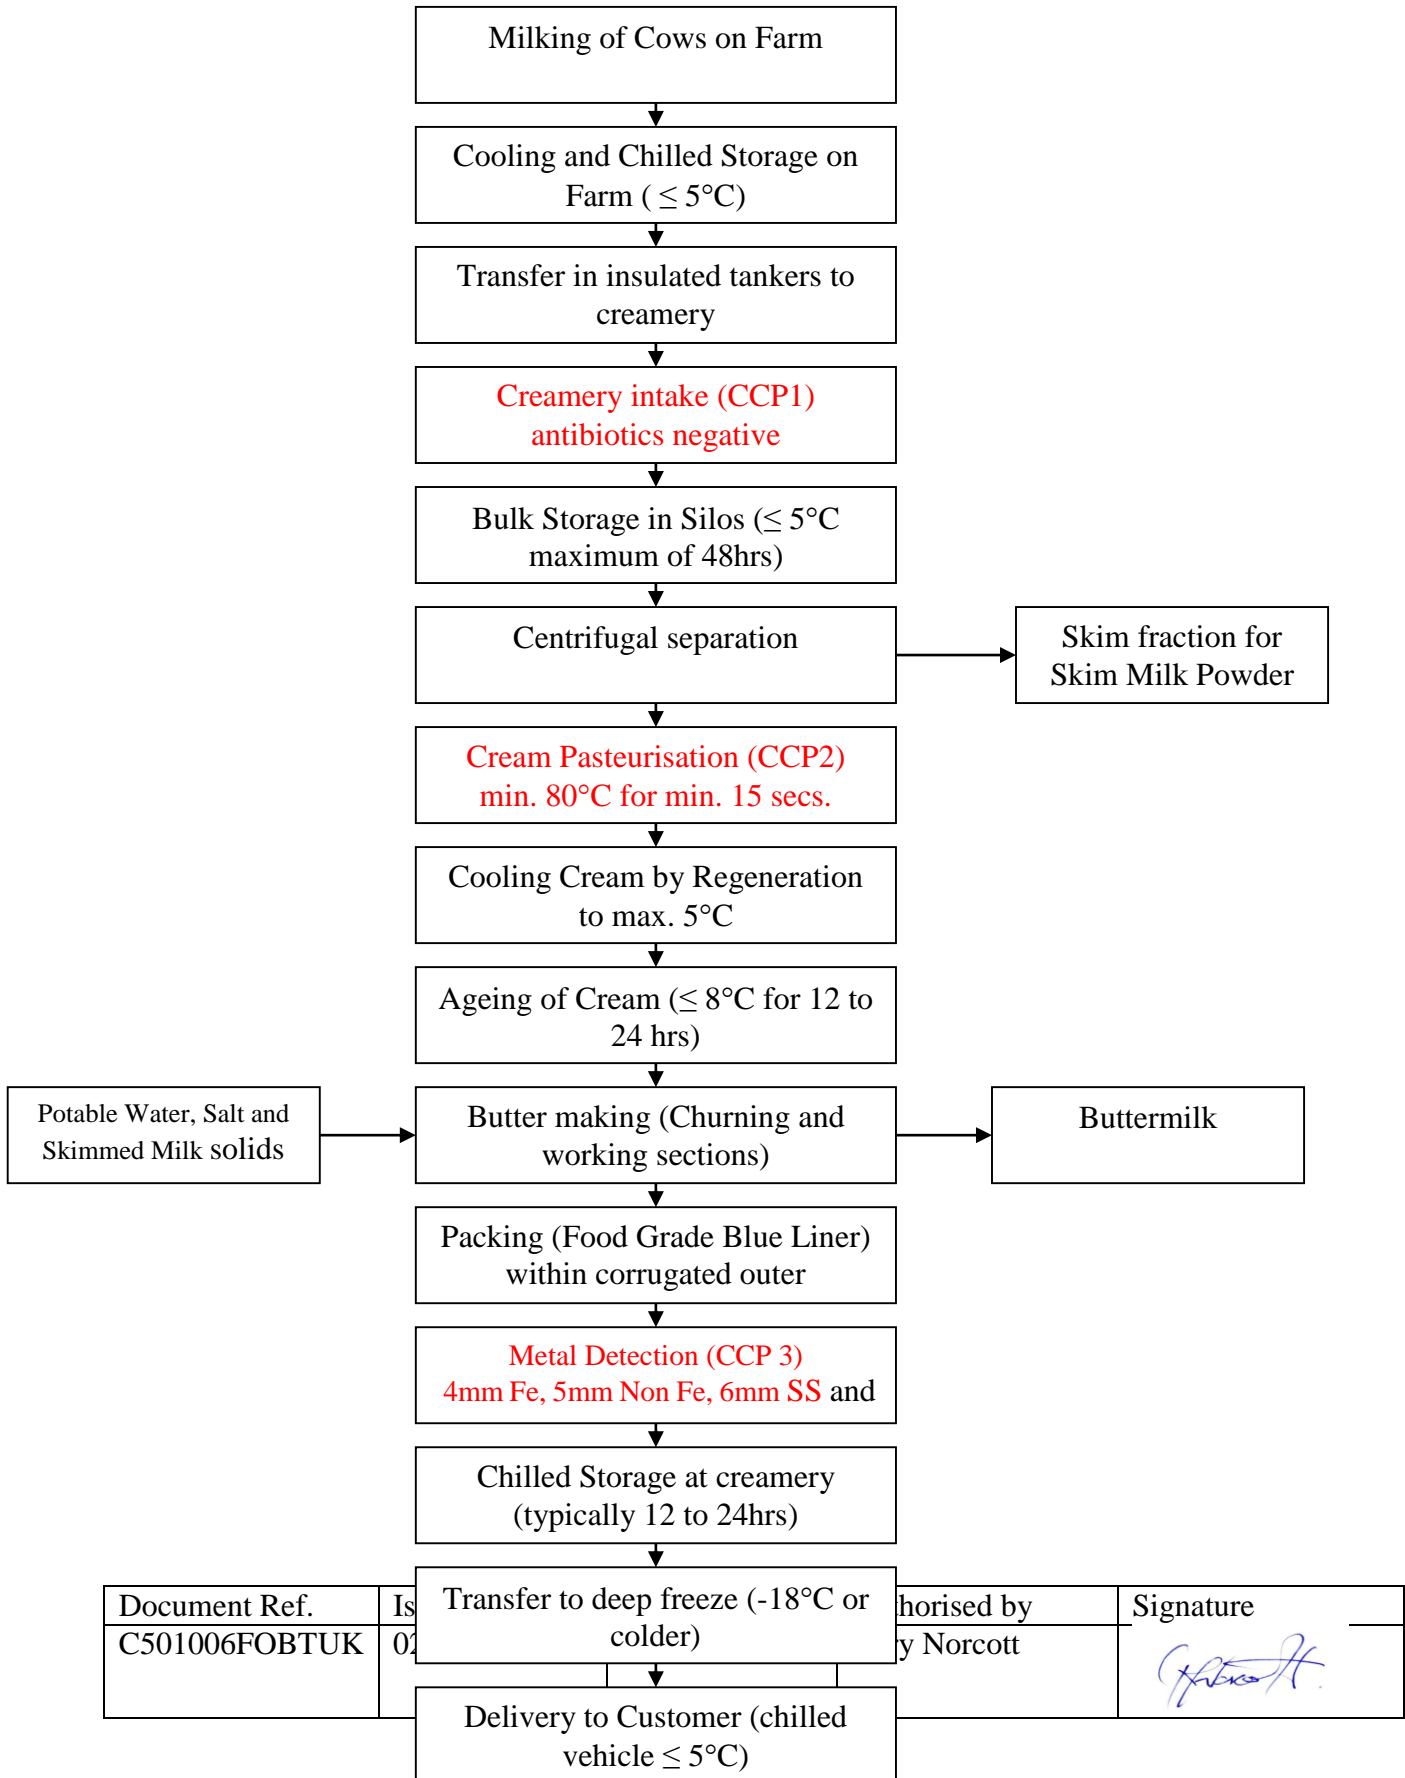 Milking of Cows on Farm
Cooling and Chilled Storage on
Farm ( ≤ 5°C)
Transfer in insulated tankers to
creamery
Creamery intake (CCP1)
antibiotics negative
Bulk Storage in Silos (≤ 5°C
maximum of 48hrs)
Centrifugal separation
Skim fraction for
Skim Milk Powder
Cream Pasteurisation (CCP2)
min. 80°C for min. 15 secs.
Cooling Cream by Regeneration
to max. 5°C
Ageing of Cream (≤ 8°C for 12 to
24 hrs)
Potable Water, Salt and
Skimmed Milk solids
Butter making (Churning and
working sections)
Buttermilk
Packing (Food Grade Blue Liner)
within corrugated outer
Metal Detection (CCP 3)
4mm Fe, 5mm Non Fe, 6mm SS and
Chilled Storage at creamery
(typically 12 to 24hrs)
Transfer to deep freeze (-18°C or
colder)
Document Ref.
Is
horised by
Signature
C501006FOBTUK
02
y Norcott
Delivery to Customer (chilled
vehicle ≤ 5°C)